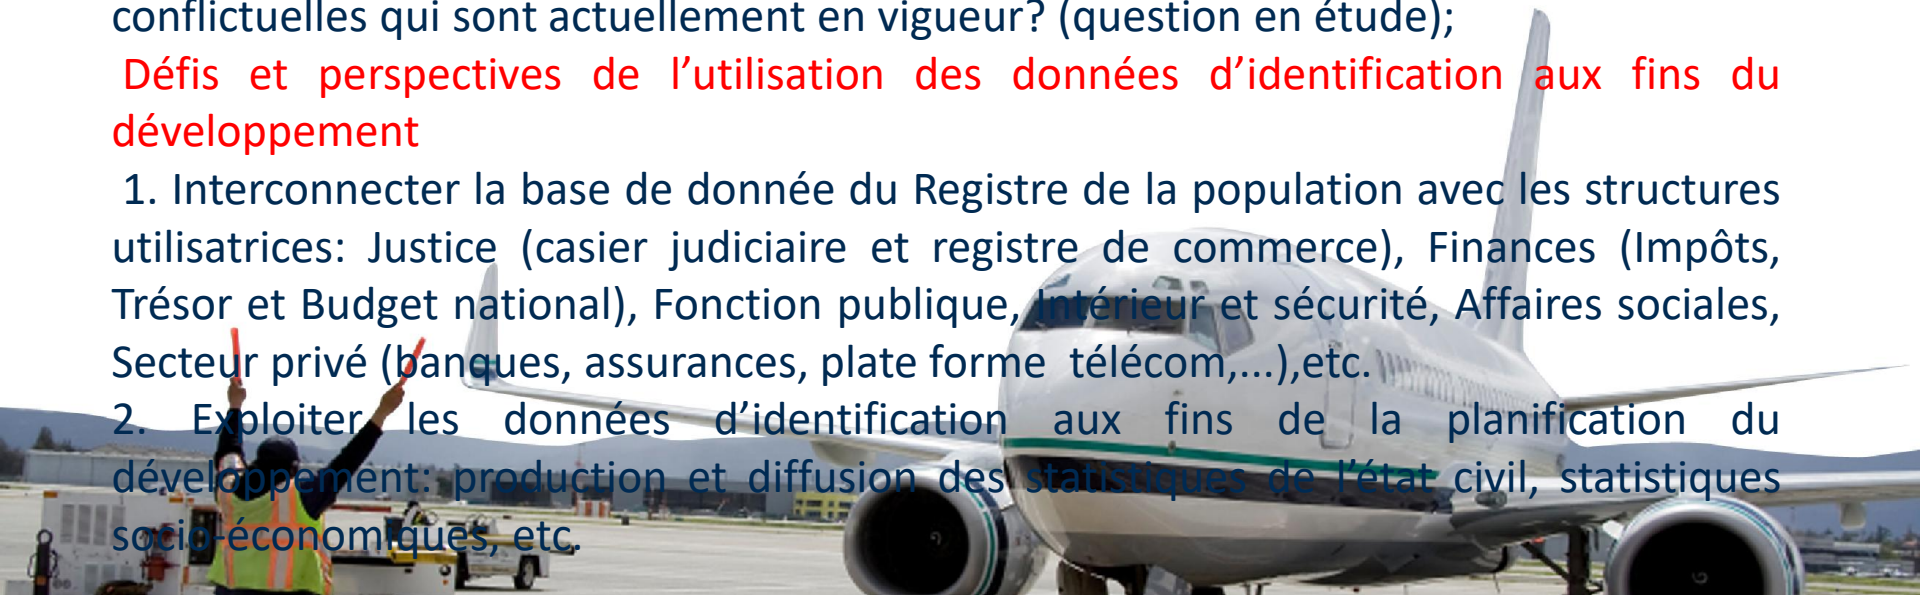 conflictuelles qui sont actuellement en vigueur? (question en étude);
Défis et perspectives de l’utilisation des données d’identification aux fins du
développement
1. Interconnecter la base de donnée du Registre de la population avec les structures
utilisatrices: Justice (casier judiciaire et registre de commerce), Finances (Impôts,
Trésor et Budget national), Fonction publique, Intérieur et sécurité, Affaires sociales,
Secteur privé (banques, assurances, plate forme  télécom,...),etc.
2. Exploiter les données d’identification aux fins de la planification du
développement: production et diffusion des statistiques de l’état civil, statistiques
socio-économiques, etc.